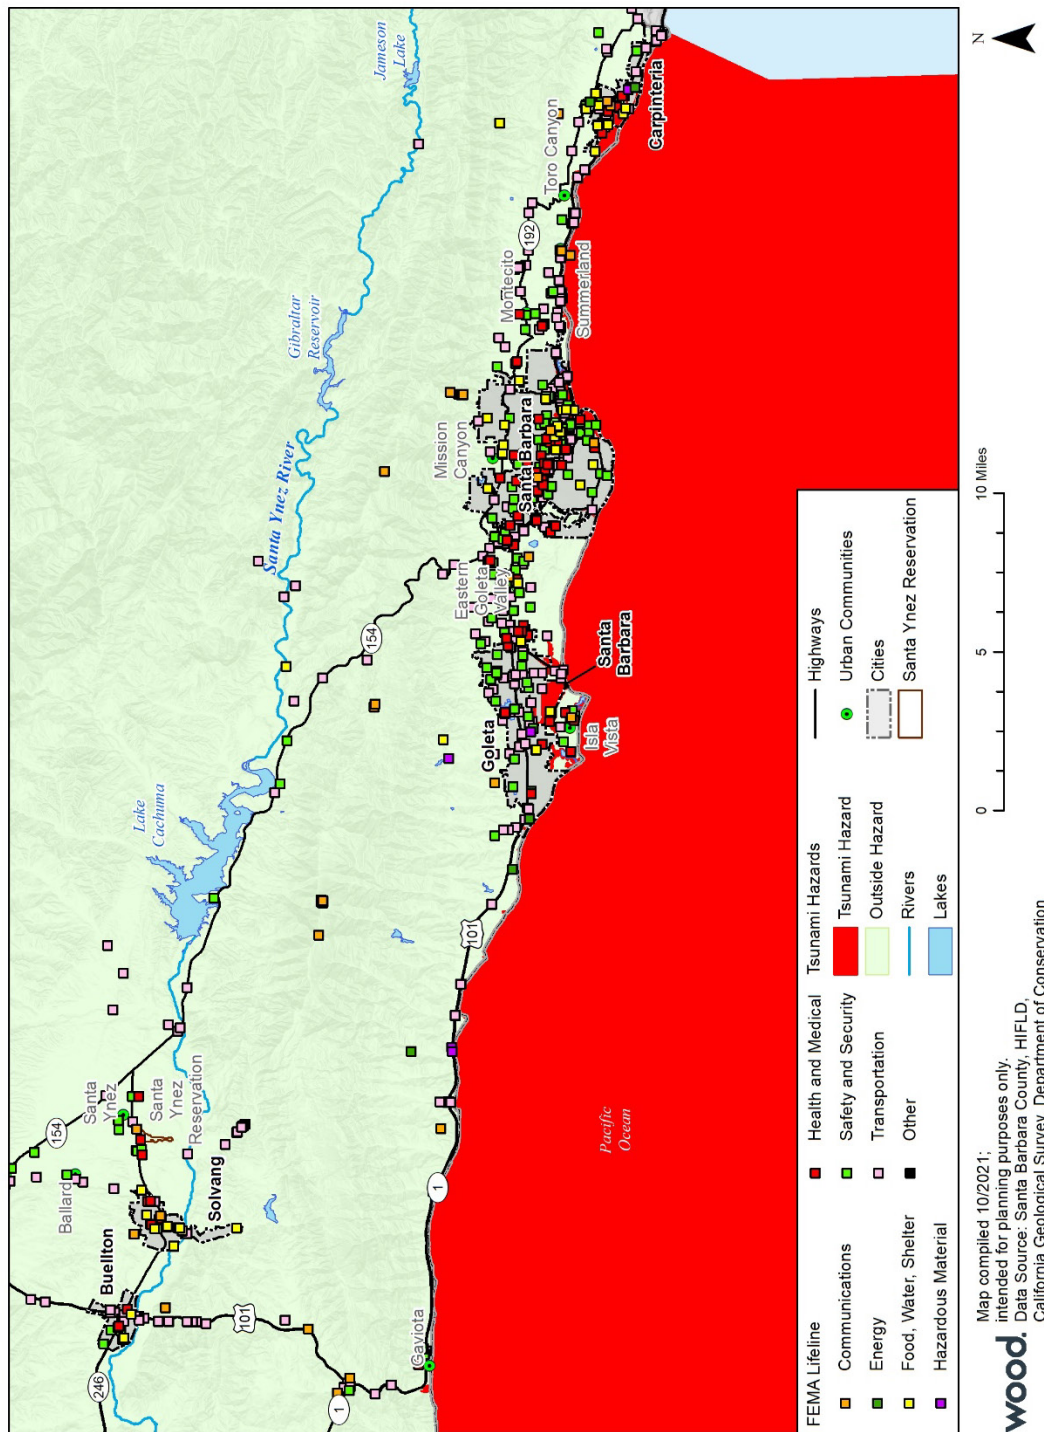 Jameson
Lake
Gibraltar
Reservoir
Santa Ynez River
Lake
Cachuma
154
Santa
Ynez
Santa
Ynez
Reservation
Ballard
Solvang
Buellton
246
101
1
Gaviota
1
101
154
Goleta
Eastern
Goleta
Valley
Mission
Canyon
Santa Barbara
Montecito
192
Toro Canyon
Carpinteria
Summerland
Santa
Barbara
Isla
Vista
Pacific
Ocean
N
FEMA Lifeline
Communications
Energy
Food, Water, Shelter
Hazardous Material
Health and Medical
Safety and Security
Transportation
Other
Tsunami Hazards
Tsunami Hazard
Outside Hazard
Rivers
Lakes
Highways
Urban Communities
Cities
Santa Ynez Reservation
0 5 10 Miles
wood.
Map compiled 10/2021;
intended for planning purposes only.
Data Source: Santa Barbara County, HIFLD,
California Geological Survey, Department of Conservation